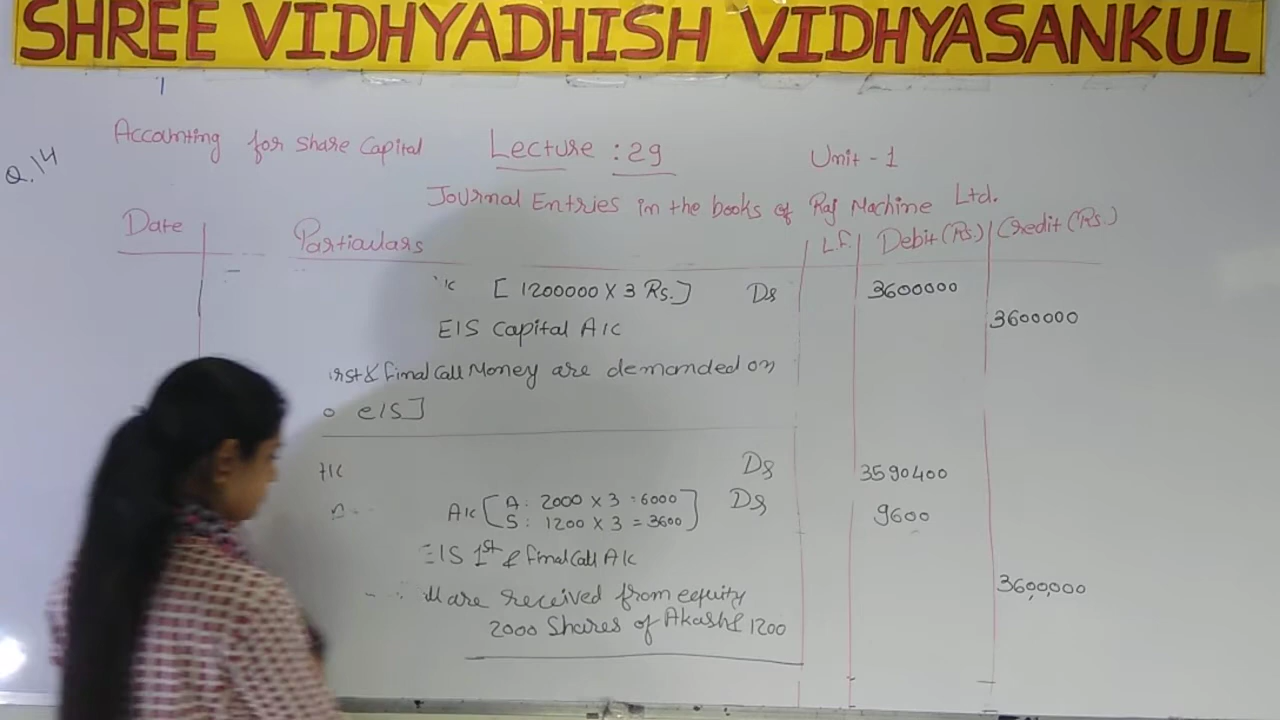 SHREE VIDHYADHISH VIDHYASANKUL
Q.14
Accounting for Share Capital Lecture : 29 Unit - 1
Journal Entries in the books of Raj Machine Ltd.
Date Particulars L.F. Debit (Rs.) Credit (Rs.)
[ 1200000 X 3 Rs. ] Dr 3600000
E/S Capital A/c 3600000
Final Call Money are demanded on
E/S ]
Dr 3590400
A/c [ A : 2000 x 3 = 6000 Dr 9600
S : 1200 x 3 = 3600 ]
E/S 1st & Final Call A/c
are received from equity 3600,000
2000 Shares of Akash & 1200